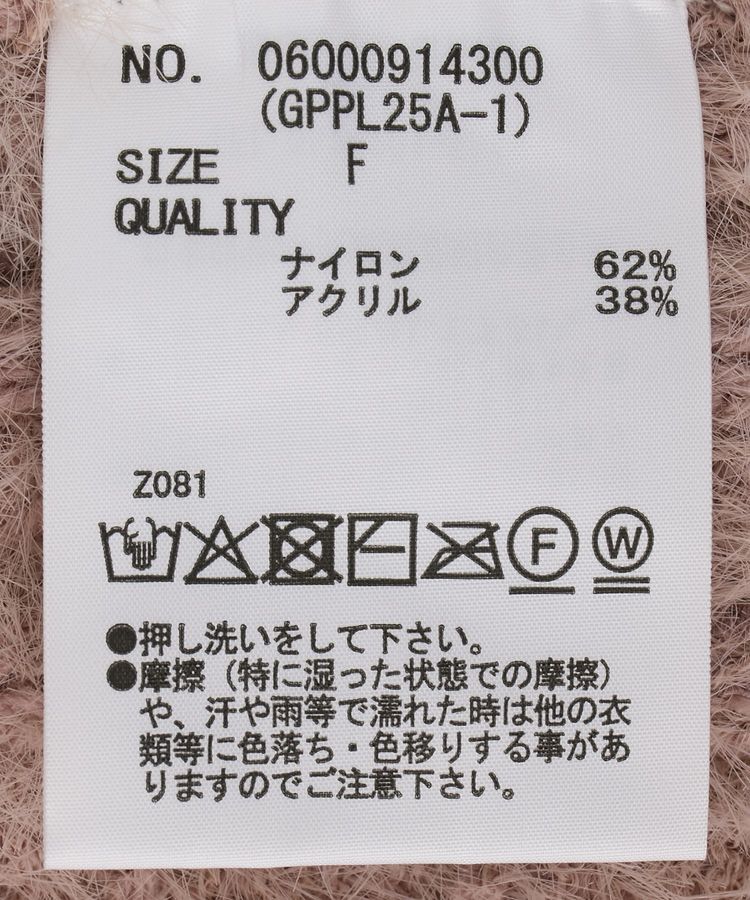 NO. 06000914300
(GPPL25A-1)
SIZE F
QUALITY
ナイロン 62%
アクリル 38%
Z081
F W
●押し洗いをして下さい。
●摩擦（特に湿った状態での摩擦）
や、汗や雨等で濡れた時は他の衣
類等に色落ち・色移りする事があ
りますのでご注意下さい。